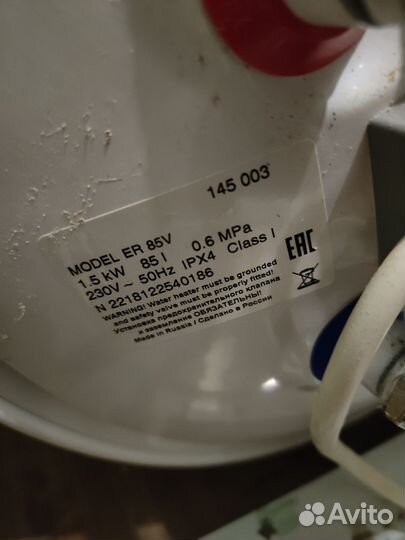 145 003
MODEL ER 85V
1.5 kW 85 l 0.6 MPa
230V ~ 50Hz IPX4 Class I
N 2218122540186
EAC
WARNING! Water heater must be grounded
and safety valve must be properly fitted!
Установка предохранительного клапана
и заземление ОБЯЗАТЕЛЬНЫ!
Made in Russia / Сделано в России
Avito